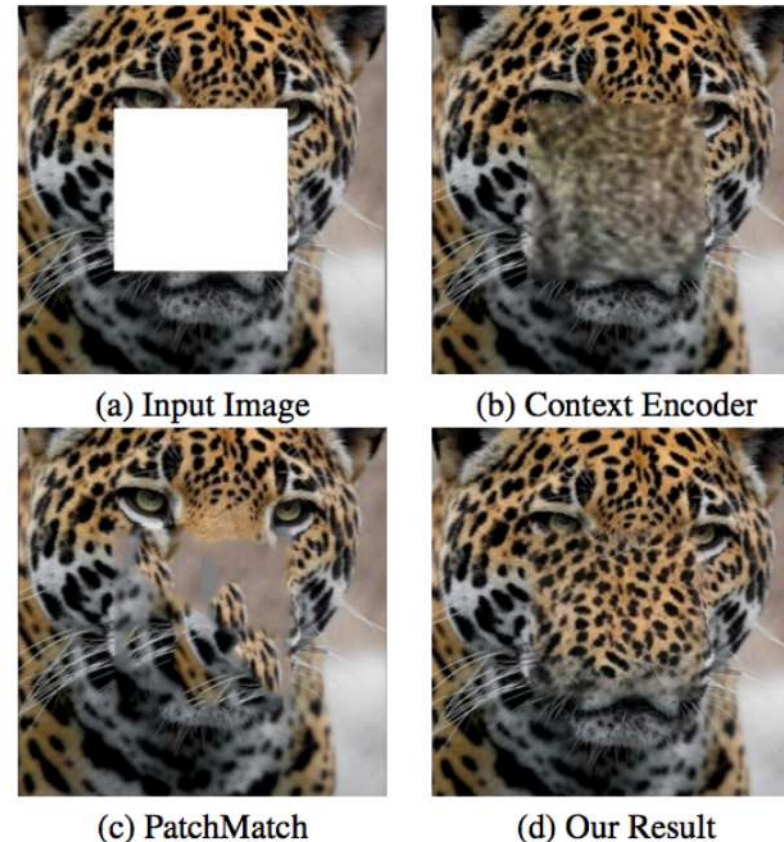 (a) Input Image
(b) Context Encoder
(c) PatchMatch
(d) Our Result